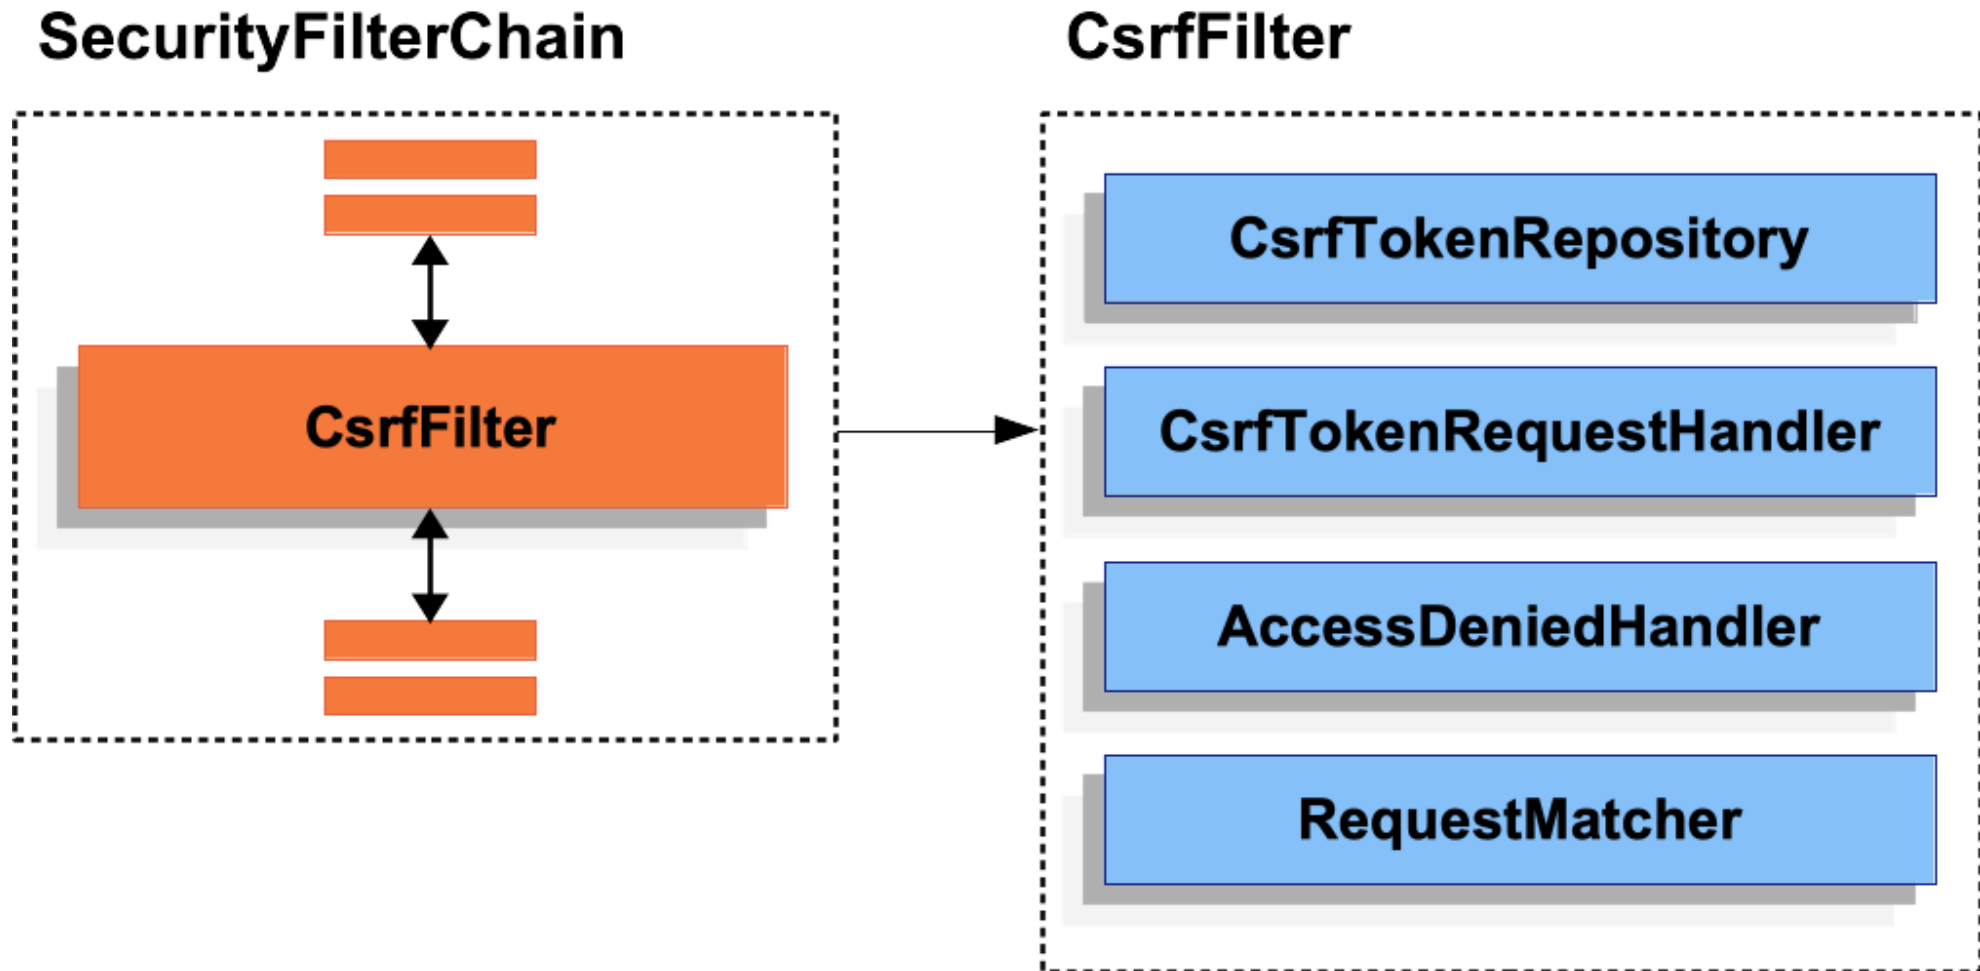 SecurityFilterChain
CsrfFilter
CsrfFilter
CsrfTokenRepository
CsrfTokenRequestHandler
AccessDeniedHandler
RequestMatcher